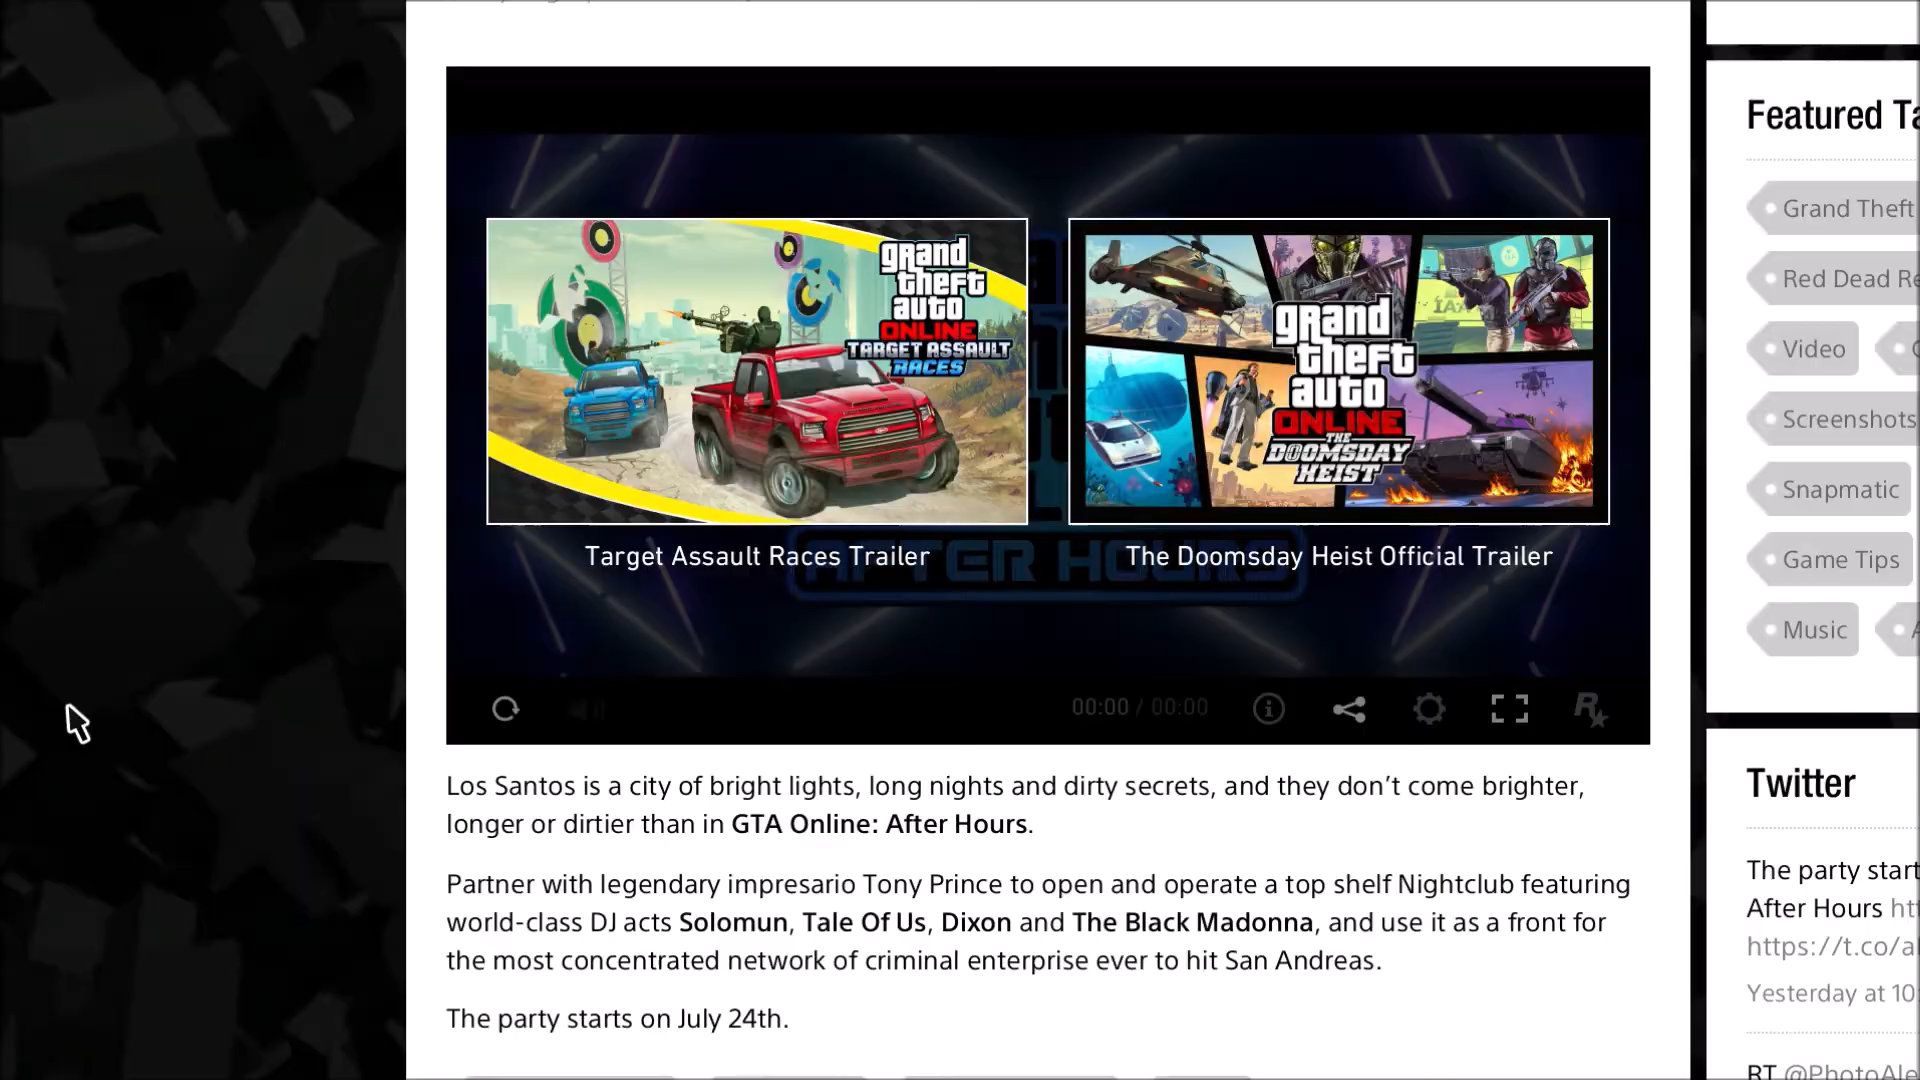 grand
theft
auto
ONLINE
TARGET ASSAULT
RACES
grand
theft
auto
ONLINE
THE
DOOMSDAY
HEIST
Target Assault Races Trailer
The Doomsday Heist Official Trailer
AFTER HOURS
00:00 / 00:00
Los Santos is a city of bright lights, long nights and dirty secrets, and they don’t come brighter,
longer or dirtier than in GTA Online: After Hours.
Partner with legendary impresario Tony Prince to open and operate a top shelf Nightclub featuring
world-class DJ acts Solomun, Tale Of Us, Dixon and The Black Madonna, and use it as a front for
the most concentrated network of criminal enterprise ever to hit San Andreas.
The party starts on July 24th.
Featured Ta
Grand Theft
Red Dead Re
Video
Screenshots
Snapmatic
Game Tips
Music
Twitter
The party start
After Hours htt
https://t.co/a
Yesterday at 10
RT @PhotoAle